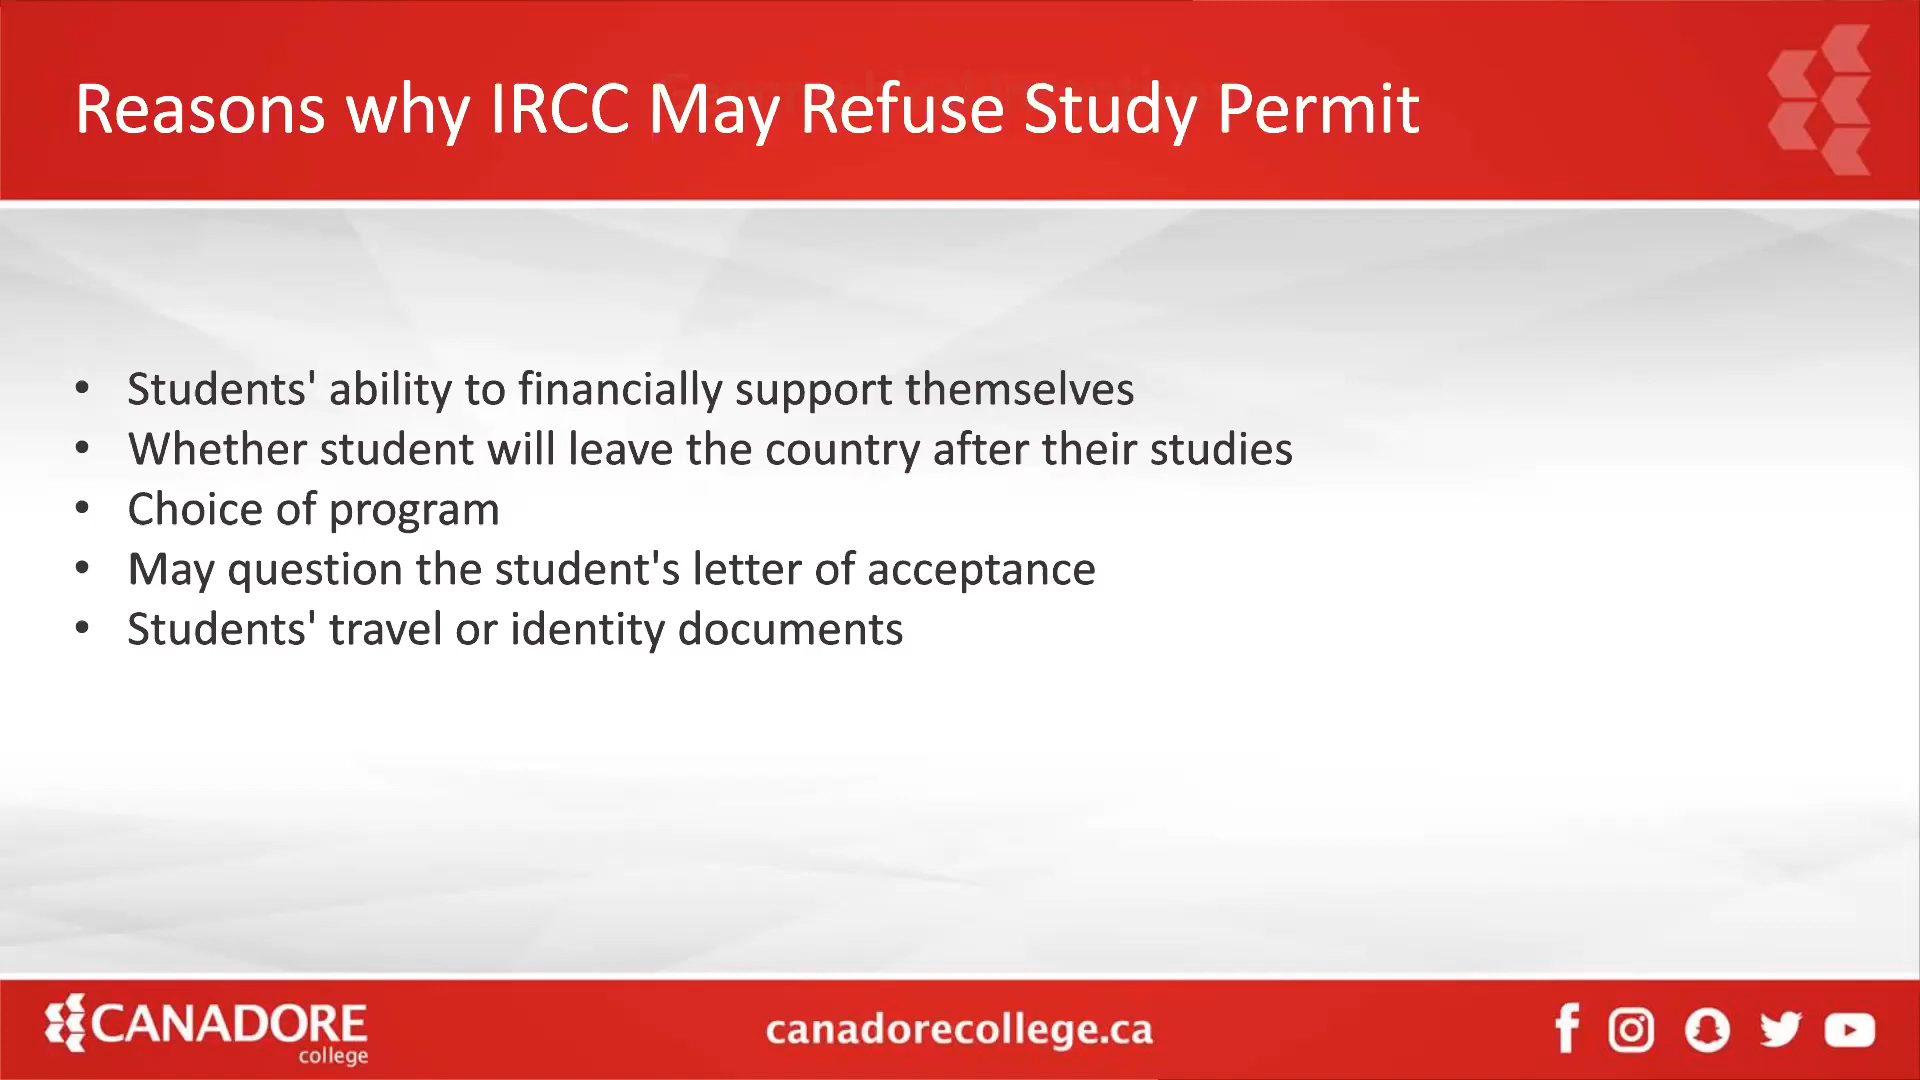 Reasons why IRCC May Refuse Study Permit
• Students' ability to financially support themselves
• Whether student will leave the country after their studies
• Choice of program
• May question the student's letter of acceptance
• Students' travel or identity documents
CANADORE
college
canadorecollege.ca